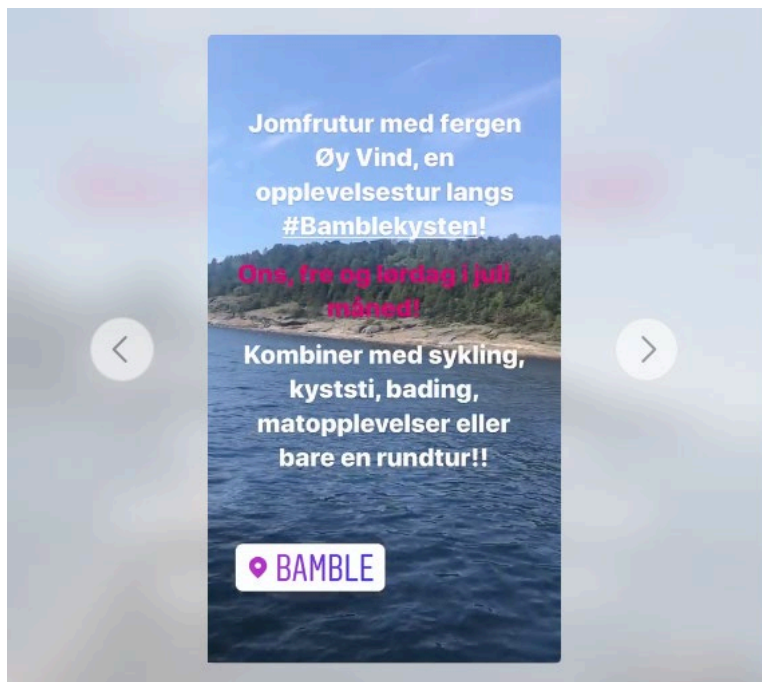 Jomfrutur med fergen
Øy Vind, en
opplevelsestur langs
#Bamblekysten!
Ons, fre og lørdag i juli
måned!
Kombiner med sykling,
kyststi, bading,
matopplevelser eller
bare en rundtur!!
BAMBLE